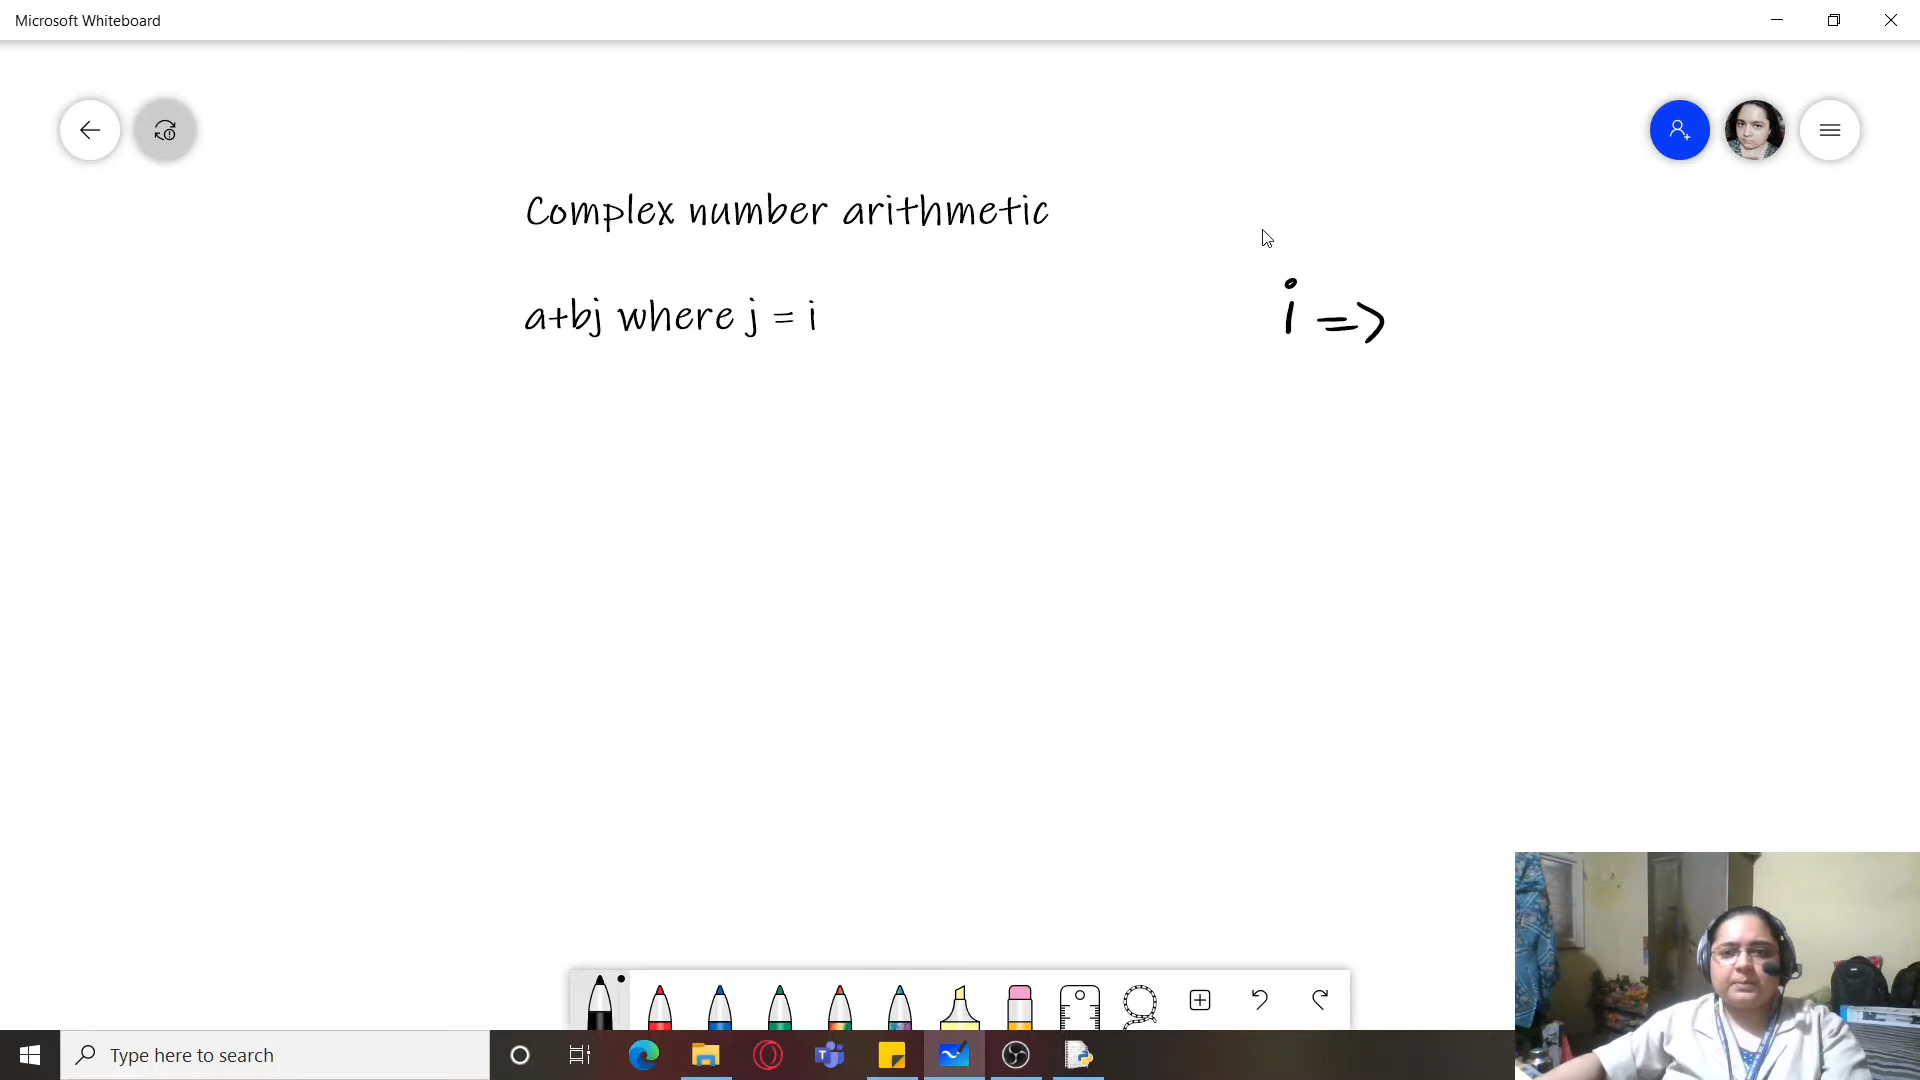 Microsoft Whiteboard
Complex number arithmetic
a+bj where j = i
i =>
Type here to search